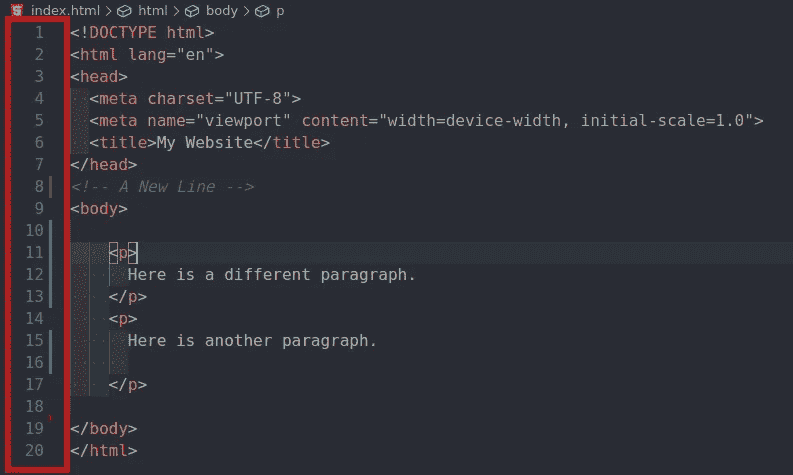 index.html > html > body > p
1 <!DOCTYPE html>
2 <html lang="en">
3 <head>
4 <meta charset="UTF-8">
5 <meta name="viewport" content="width=device-width, initial-scale=1.0">
6 <title>My Website</title>
7 </head>
8 <!-- A New Line -->
9 <body>
10
11 <p>
12 Here is a different paragraph.
13 </p>
14 <p>
15 Here is another paragraph.
16
17 </p>
18
19 </body>
20 </html>